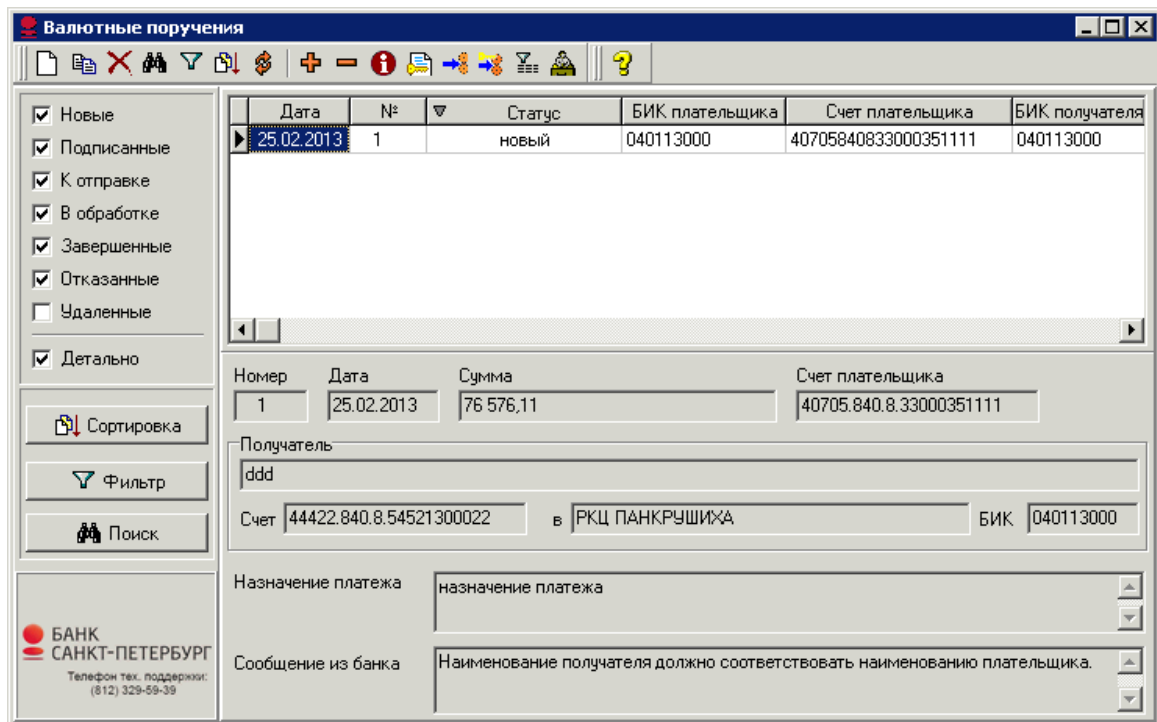 Валютные поручения
Новые
Подписанные
К отправке
В обработке
Завершенные
Отказанные
Удаленные
Детально
Сортировка
Фильтр
Поиск
БАНК
САНКТ-ПЕТЕРБУРГ
Телефон тех. поддержки:
(812) 329-59-39
Дата № Статус БИК плательщика Счет плательщика БИК получателя
25.02.2013 1 новый 040113000 40705840833000351111 040113000
Номер Дата Сумма Счет плательщика
1 25.02.2013 76 576,11 40705.840.8.33000351111
Получатель
ddd
Счет 44422.840.8.54521300022 в РКЦ ПАНКРУШИХА БИК 040113000
Назначение платежа назначение платежа
Сообщение из банка Наименование получателя должно соответствовать наименованию плательщика.